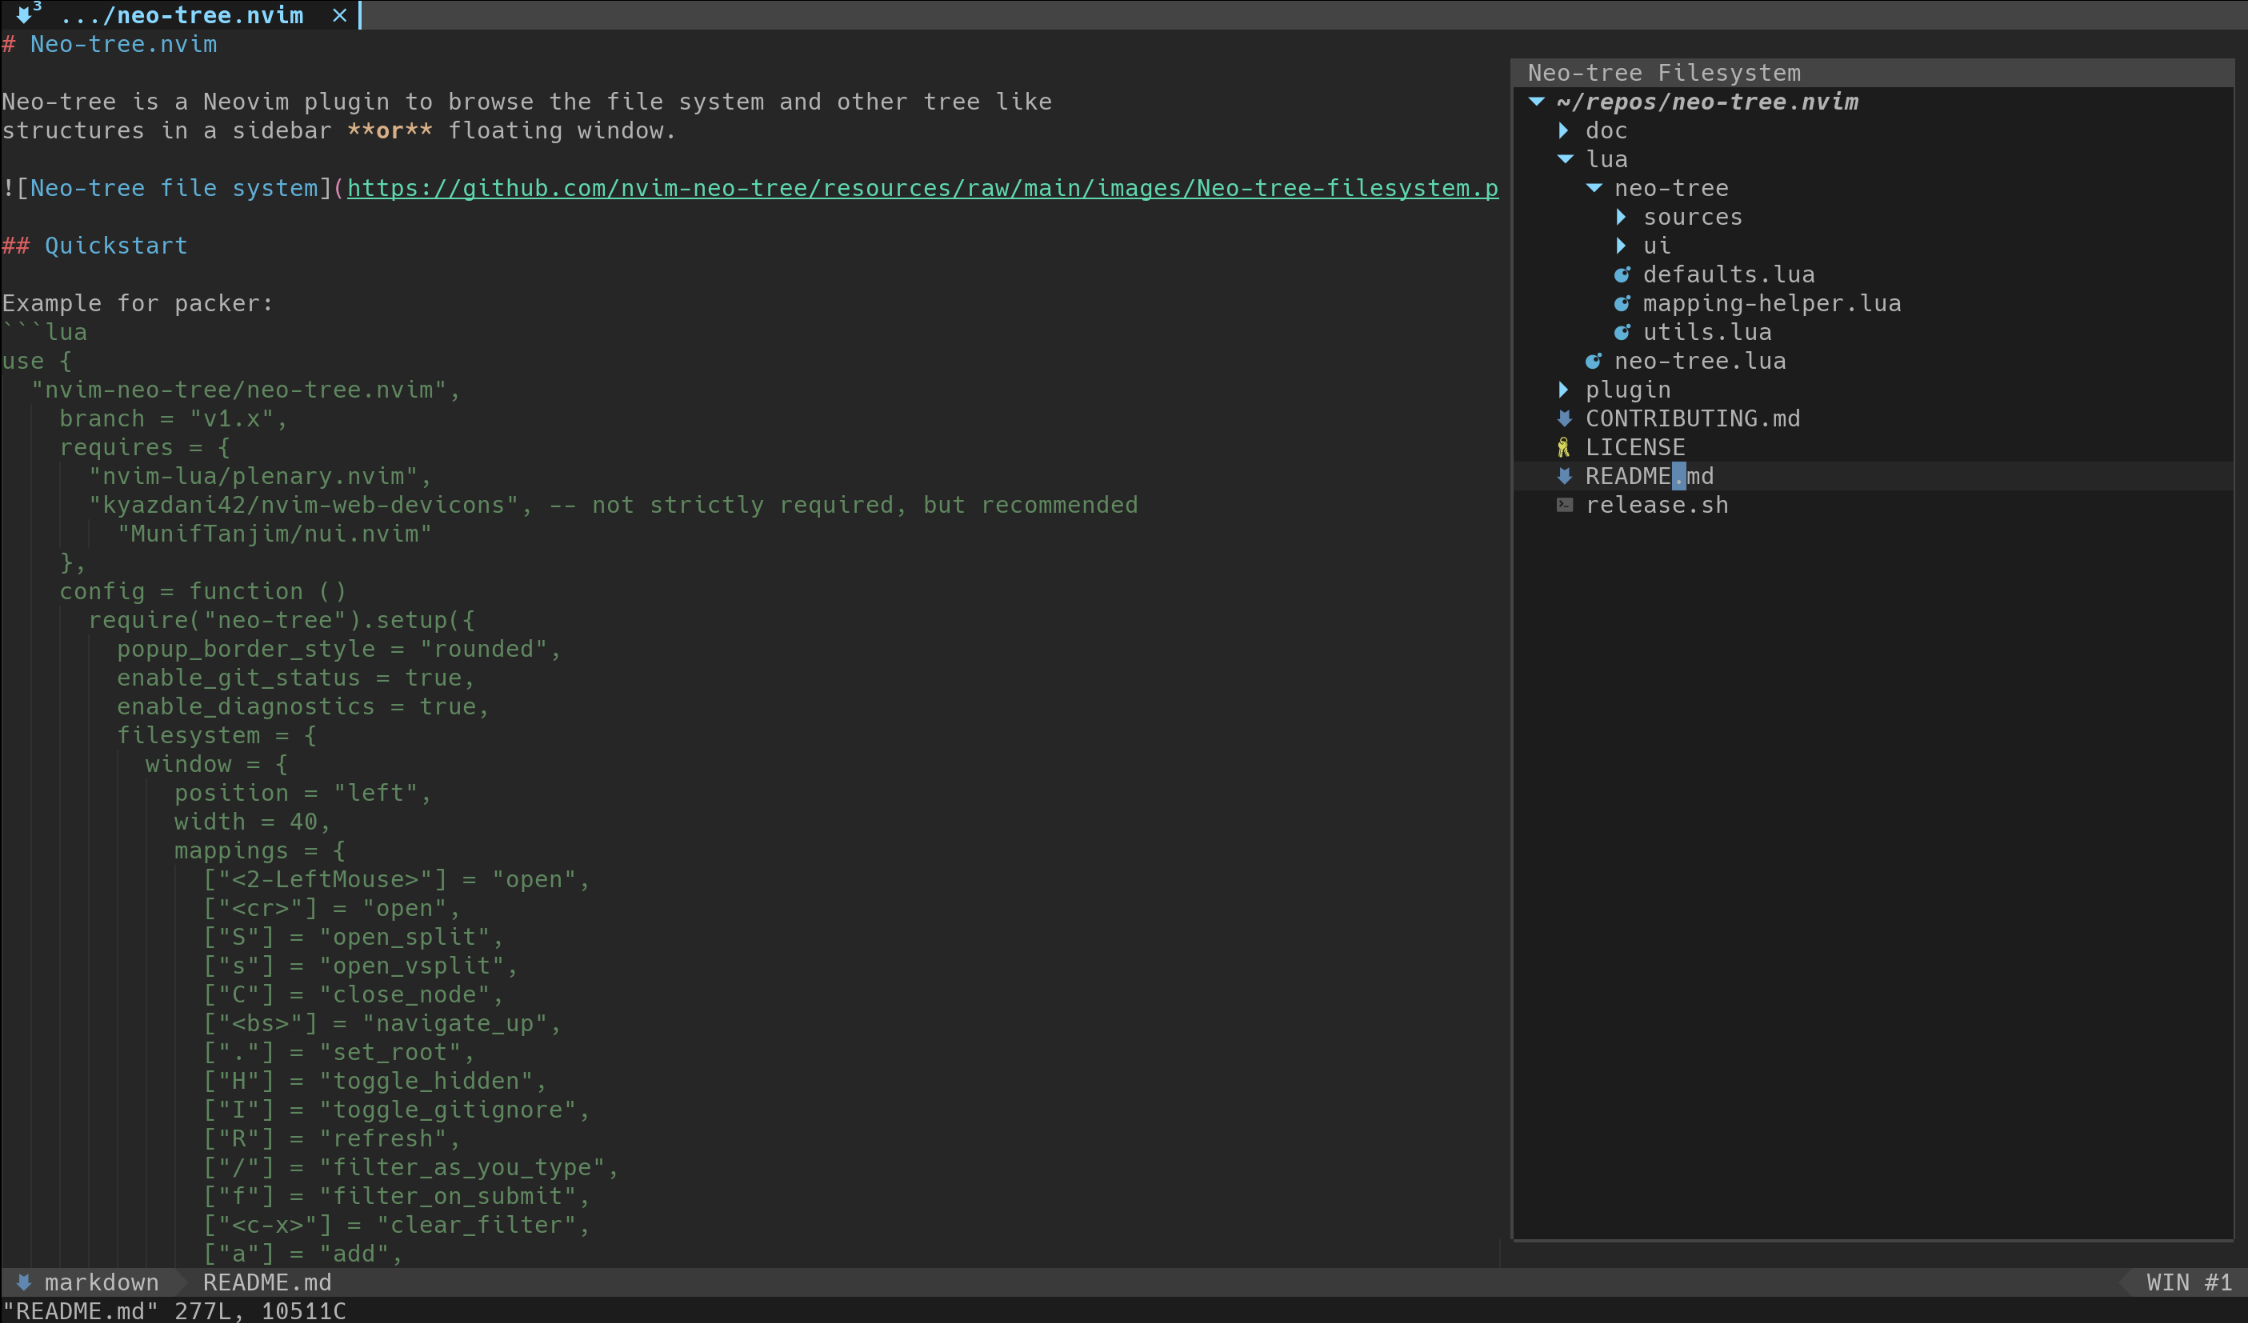 3 .../neo-tree.nvim ×
# Neo-tree.nvim
Neo-tree is a Neovim plugin to browse the file system and other tree like
structures in a sidebar **or** floating window.
![Neo-tree file system](https://github.com/nvim-neo-tree/resources/raw/main/images/Neo-tree-filesystem.p
## Quickstart
Example for packer:
```lua
use {
  "nvim-neo-tree/neo-tree.nvim",
    branch = "v1.x",
    requires = {
      "nvim-lua/plenary.nvim",
      "kyazdani42/nvim-web-devicons", -- not strictly required, but recommended
        "MunifTanjim/nui.nvim"
    },
    config = function ()
      require("neo-tree").setup({
        popup_border_style = "rounded",
        enable_git_status = true,
        enable_diagnostics = true,
        filesystem = {
          window = {
            position = "left",
            width = 40,
            mappings = {
              ["<2-LeftMouse>"] = "open",
              ["<cr>"] = "open",
              ["S"] = "open_split",
              ["s"] = "open_vsplit",
              ["C"] = "close_node",
              ["<bs>"] = "navigate_up",
              ["."] = "set_root",
              ["H"] = "toggle_hidden",
              ["I"] = "toggle_gitignore",
              ["R"] = "refresh",
              ["/"] = "filter_as_you_type",
              ["f"] = "filter_on_submit",
              ["<c-x>"] = "clear_filter",
              ["a"] = "add",
Neo-tree Filesystem
~/repos/neo-tree.nvim
doc
lua
neo-tree
sources
ui
defaults.lua
mapping-helper.lua
utils.lua
neo-tree.lua
plugin
CONTRIBUTING.md
LICENSE
README.md
release.sh
markdown README.md WIN #1
"README.md" 277L, 10511C